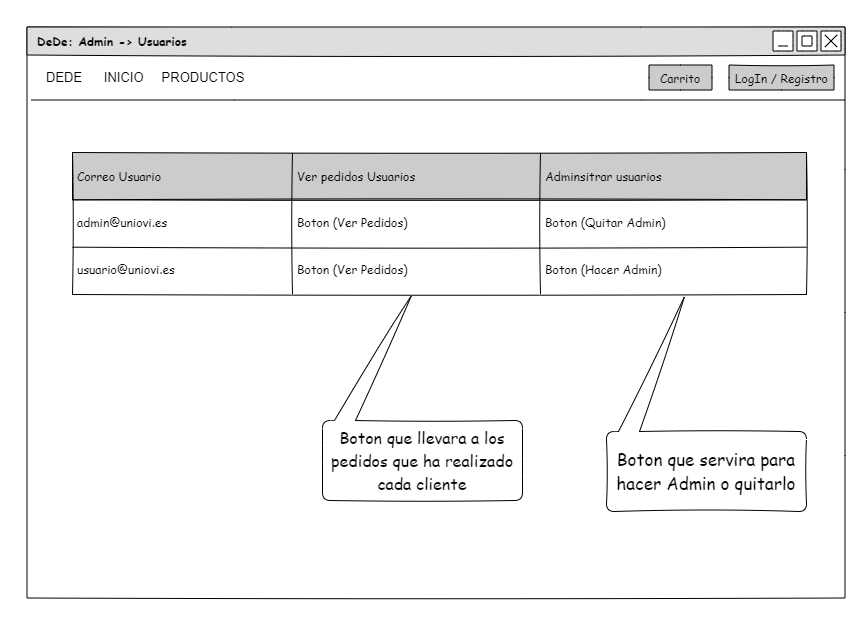 DeDe: Admin -> Usuarios
DEDE INICIO PRODUCTOS Carrito LogIn / Registro
Correo Usuario Ver pedidos Usuarios Adminsitrar usuarios
admin@uniovi.es Boton (Ver Pedidos) Boton (Quitar Admin)
usuario@uniovi.es Boton (Ver Pedidos) Boton (Hacer Admin)
Boton que llevara a los
pedidos que ha realizado
cada cliente
Boton que servira para
hacer Admin o quitarlo